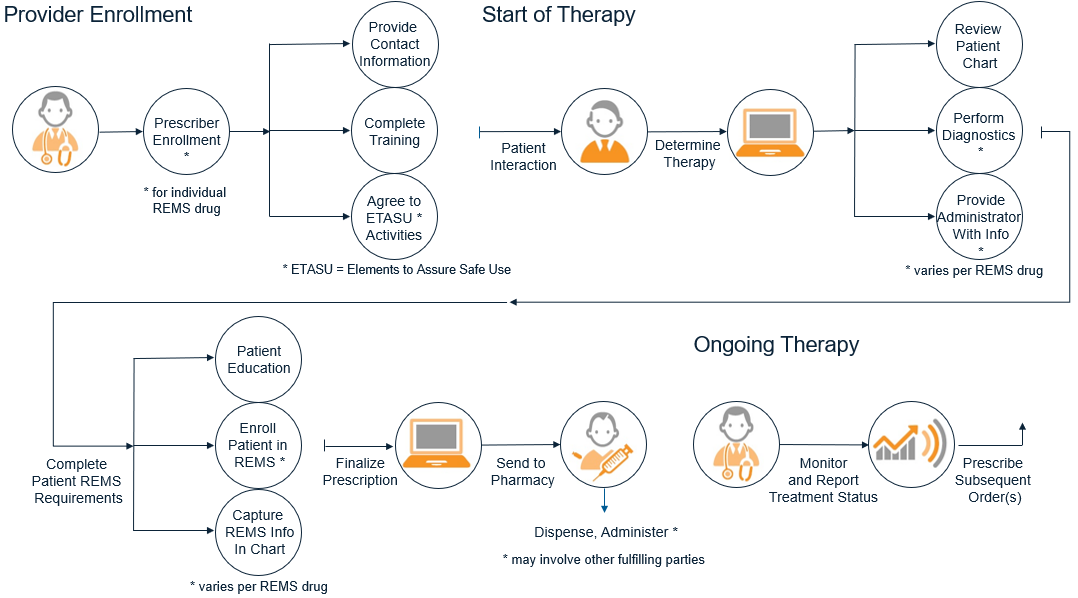 Provider Enrollment
Start of Therapy
Provide
Contact
Information
Prescriber
Enrollment
*
* for individual
REMS drug
Complete
Training
Agree to
ETASU *
Activities
* ETASU = Elements to Assure Safe Use
Patient
Interaction
Determine
Therapy
Review
Patient
Chart
Perform
Diagnostics
*
Provide
Administrator
With Info
*
* varies per REMS drug
Complete
Patient REMS
Requirements
Patient
Education
Enroll
Patient in
REMS *
Capture
REMS Info
In Chart
* varies per REMS drug
Finalize
Prescription
Send to
Pharmacy
Dispense, Administer *
* may involve other fulfilling parties
Ongoing Therapy
Monitor
and Report
Treatment Status
Prescribe
Subsequent
Order(s)